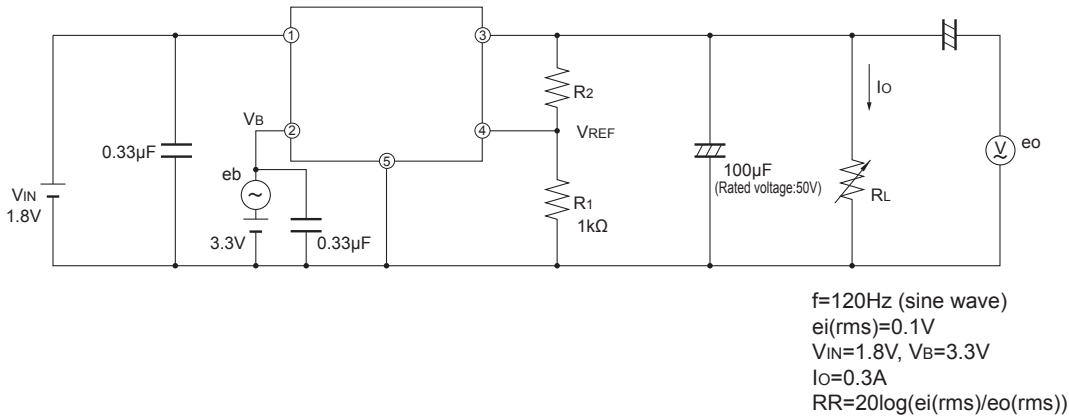 1
3
R2
IO
VB
2
4
VREF
0.33µF
5
eb
~
V
eo
100µF
(Rated voltage:50V)
RL
VIN
1.8V
R1
1kΩ
3.3V
0.33µF
f=120Hz (sine wave)
ei(rms)=0.1V
VIN=1.8V, VB=3.3V
IO=0.3A
RR=20log(ei(rms)/eo(rms))